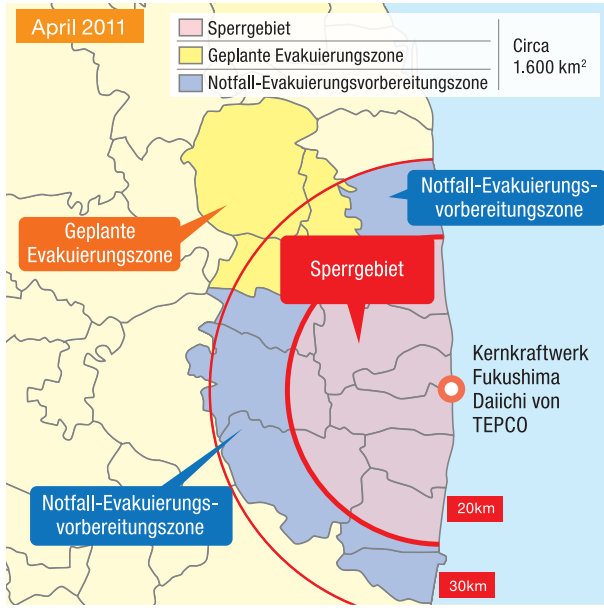 April 2011
Sperrgebiet
Geplante Evakuierungszone
Notfall-Evakuierungsvorbereitungszone
Circa
1.600 km²
Notfall-Evakuierungs-
vorbereitungszone
Geplante
Evakuierungszone
Sperrgebiet
Kernkraftwerk
Fukushima
Daiichi von
TEPCO
Notfall-Evakuierungs-
vorbereitungszone
20km
30km